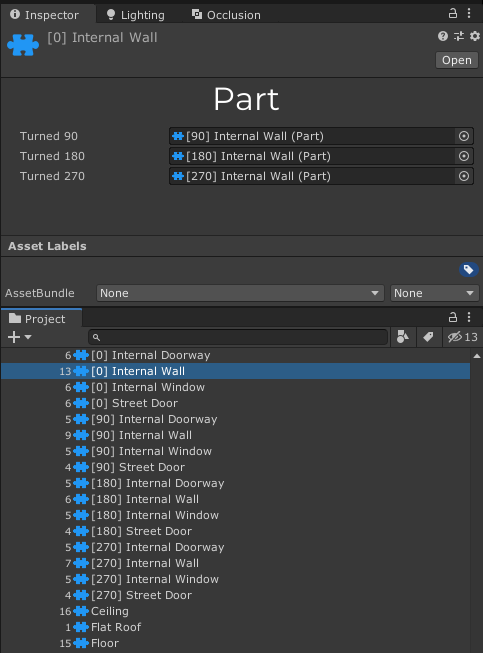 Inspector Lighting Occlusion
[0] Internal Wall
Open
Part
Turned 90 [90] Internal Wall (Part)
Turned 180 [180] Internal Wall (Part)
Turned 270 [270] Internal Wall (Part)
Asset Labels
AssetBundle None None
Project
13
6 [0] Internal Doorway
13 [0] Internal Wall
6 [0] Internal Window
6 [0] Street Door
5 [90] Internal Doorway
9 [90] Internal Wall
5 [90] Internal Window
4 [90] Street Door
5 [180] Internal Doorway
6 [180] Internal Wall
5 [180] Internal Window
4 [180] Street Door
5 [270] Internal Doorway
7 [270] Internal Wall
5 [270] Internal Window
4 [270] Street Door
16 Ceiling
1 Flat Roof
15 Floor